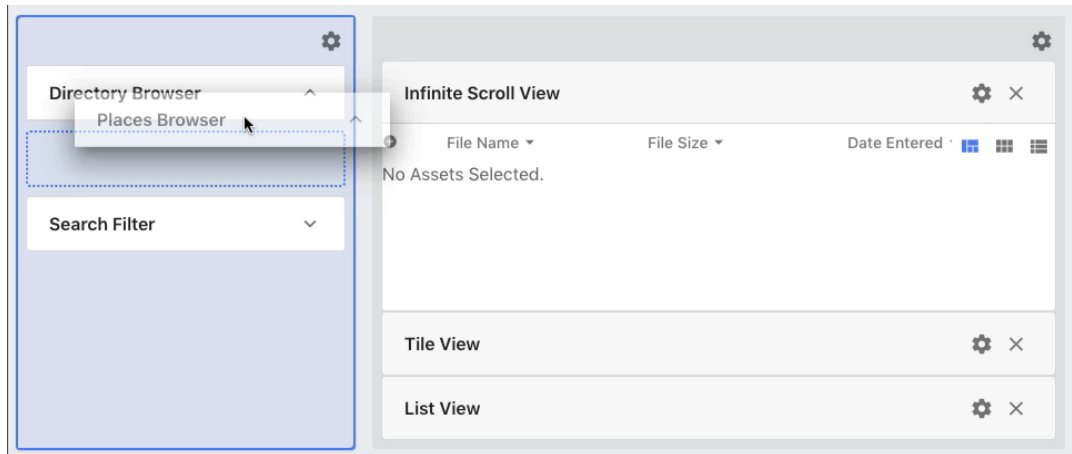 Directory Browser
Places Browser
Search Filter
Infinite Scroll View
File Name File Size Date Entered
No Assets Selected.
Tile View
List View